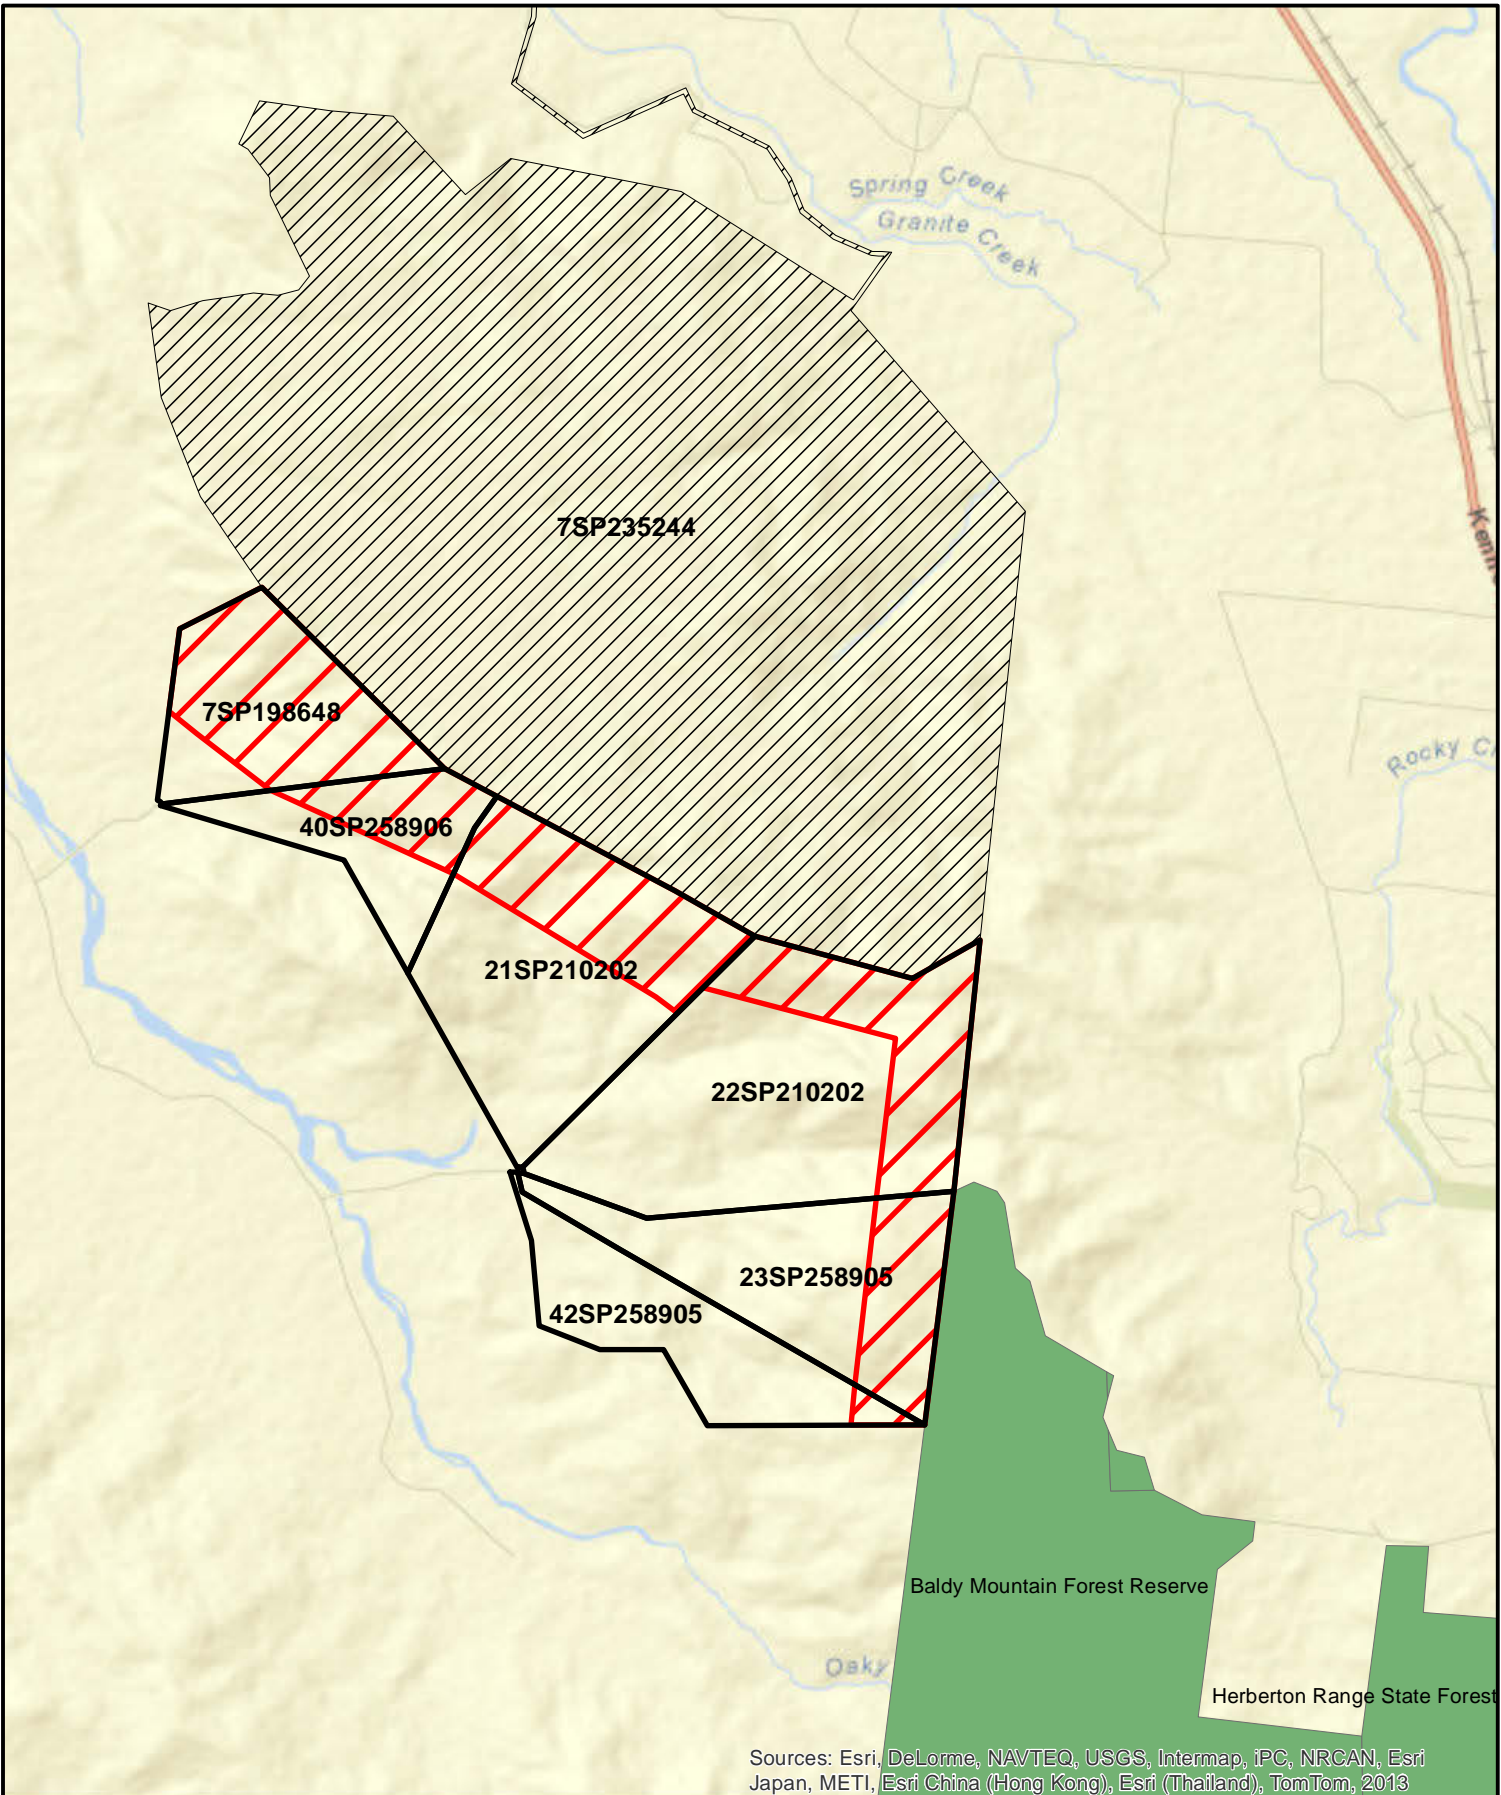 Spring Creek
Granite Creek
7SP235244
7SP198648
Rocky
40SP258906
21SP210202
22SP210202
23SP258905
42SP258905
Baldy Mountain Forest Reserve
Oaky
Herberton Range State Forest
Sources: Esri, DeLorme, NAVTEQ, USGS, Intermap, iPC, NRCAN, Esri
Japan, METI, Esri China (Hong Kong), Esri (Thailand), TomTom, 2013